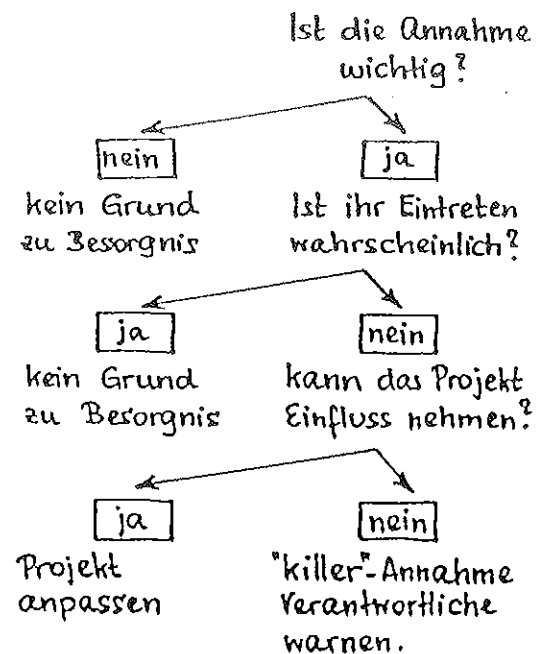 Ist die Annahme
wichtig?
nein
ja
kein Grund
zu Besorgnis
Ist ihr Eintreten
wahrscheinlich?
ja
nein
kein Grund
zu Besorgnis
kann das Projekt
Einfluss nehmen?
ja
nein
Projekt
anpassen
"killer"-Annahme
Verantwortliche
warnen.